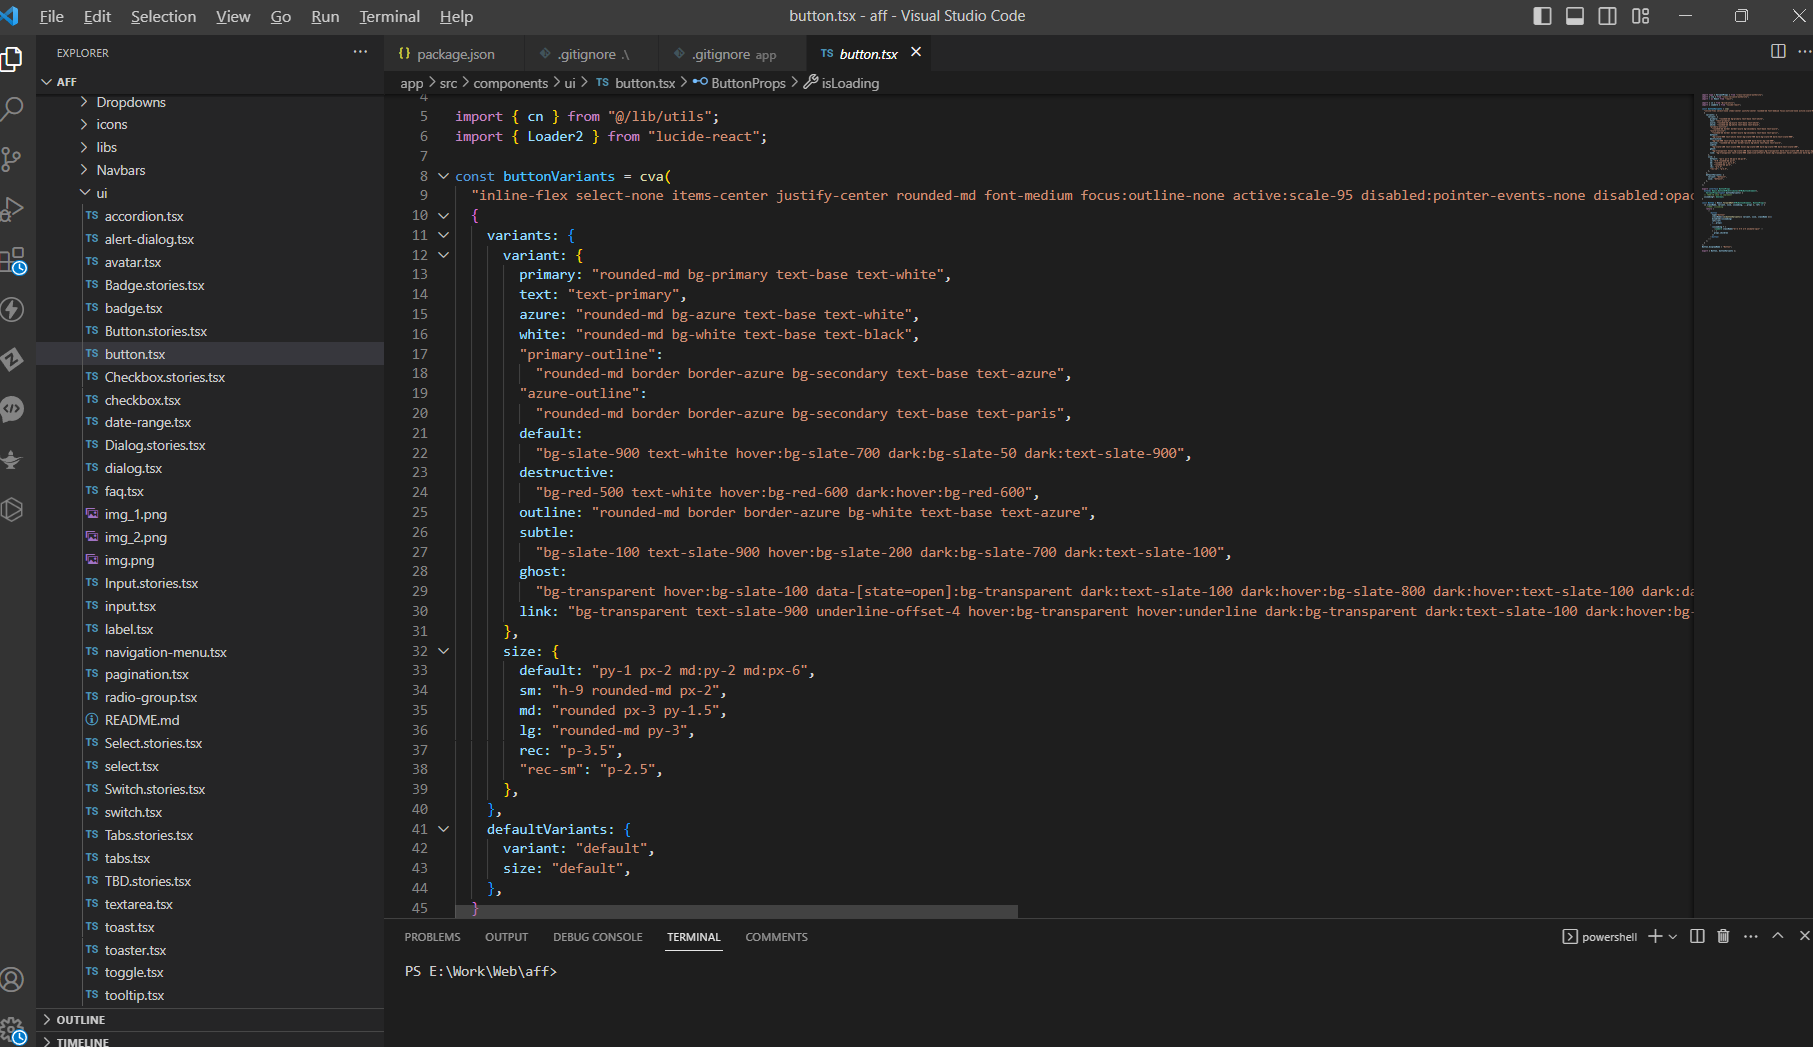 File Edit Selection View Go Run Terminal Help
button.tsx - aff - Visual Studio Code
EXPLORER
AFF
Dropdowns
icons
libs
Navbars
ui
TS accordion.tsx
TS alert-dialog.tsx
TS avatar.tsx
TS Badge.stories.tsx
TS badge.tsx
TS Button.stories.tsx
TS button.tsx
TS Checkbox.stories.tsx
TS checkbox.tsx
TS date-range.tsx
TS Dialog.stories.tsx
TS dialog.tsx
TS faq.tsx
img_1.png
img_2.png
img.png
TS Input.stories.tsx
TS input.tsx
TS label.tsx
TS navigation-menu.tsx
TS pagination.tsx
TS radio-group.tsx
README.md
TS Select.stories.tsx
TS select.tsx
TS Switch.stories.tsx
TS switch.tsx
TS Tabs.stories.tsx
TS tabs.tsx
TS TBD.stories.tsx
TS textarea.tsx
TS toast.tsx
TS toaster.tsx
TS toggle.tsx
TS tooltip.tsx
OUTLINE
TIMELINE
{} package.json .gitignore .\ .gitignore app TS button.tsx
app > src > components > ui > TS button.tsx > ButtonProps > isLoading
4
5 import { cn } from "@/lib/utils";
6 import { Loader2 } from "lucide-react";
7
8 const buttonVariants = cva(
9 "inline-flex select-none items-center justify-center rounded-md font-medium focus:outline-none active:scale-95 disabled:pointer-events-none disabled:opac
10 {
11 variants: {
12 variant: {
13 primary: "rounded-md bg-primary text-base text-white",
14 text: "text-primary",
15 azure: "rounded-md bg-azure text-base text-white",
16 white: "rounded-md bg-white text-base text-black",
17 "primary-outline":
18 "rounded-md border border-azure bg-secondary text-base text-azure",
19 "azure-outline":
20 "rounded-md border border-azure bg-secondary text-base text-paris",
21 default:
22 "bg-slate-900 text-white hover:bg-slate-700 dark:bg-slate-50 dark:text-slate-900",
23 destructive:
24 "bg-red-500 text-white hover:bg-red-600 dark:hover:bg-red-600",
25 outline: "rounded-md border border-azure bg-white text-base text-azure",
26 subtle:
27 "bg-slate-100 text-slate-900 hover:bg-slate-200 dark:bg-slate-700 dark:text-slate-100",
28 ghost:
29 "bg-transparent hover:bg-slate-100 data-[state=open]:bg-transparent dark:text-slate-100 dark:hover:bg-slate-800 dark:hover:text-slate-100 dark:da
30 link: "bg-transparent text-slate-900 underline-offset-4 hover:bg-transparent hover:underline dark:bg-transparent dark:text-slate-100 dark:hover:bg-
31 },
32 size: {
33 default: "py-1 px-2 md:py-2 md:px-6",
34 sm: "h-9 rounded-md px-2",
35 md: "rounded px-3 py-1.5",
36 lg: "rounded-md py-3",
37 rec: "p-3.5",
38 "rec-sm": "p-2.5",
39 },
40 },
41 defaultVariants: {
42 variant: "default",
43 size: "default",
44 },
45 }
PROBLEMS OUTPUT DEBUG CONSOLE TERMINAL COMMENTS
powershell
PS E:\Work\Web\aff>